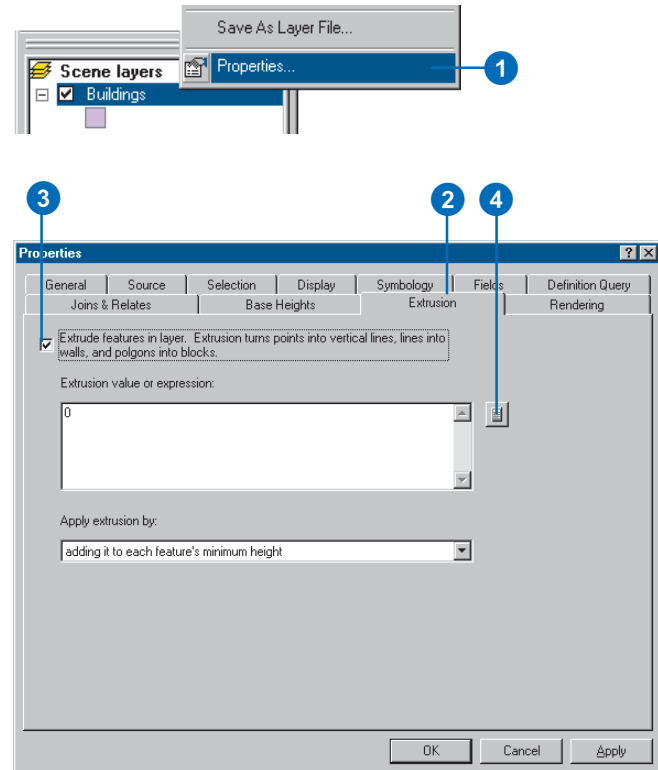 Save As Layer File...
Properties...
1
Scene layers
Buildings
3
2
4
Properties
General
Source
Selection
Display
Symbology
Fields
Definition Query
Joins & Relates
Base Heights
Extrusion
Rendering
Extrude features in layer.  Extrusion turns points into vertical lines, lines into
walls, and polgons into blocks.
Extrusion value or expression:
0
Apply extrusion by:
adding it to each feature's minimum height
OK
Cancel
Apply